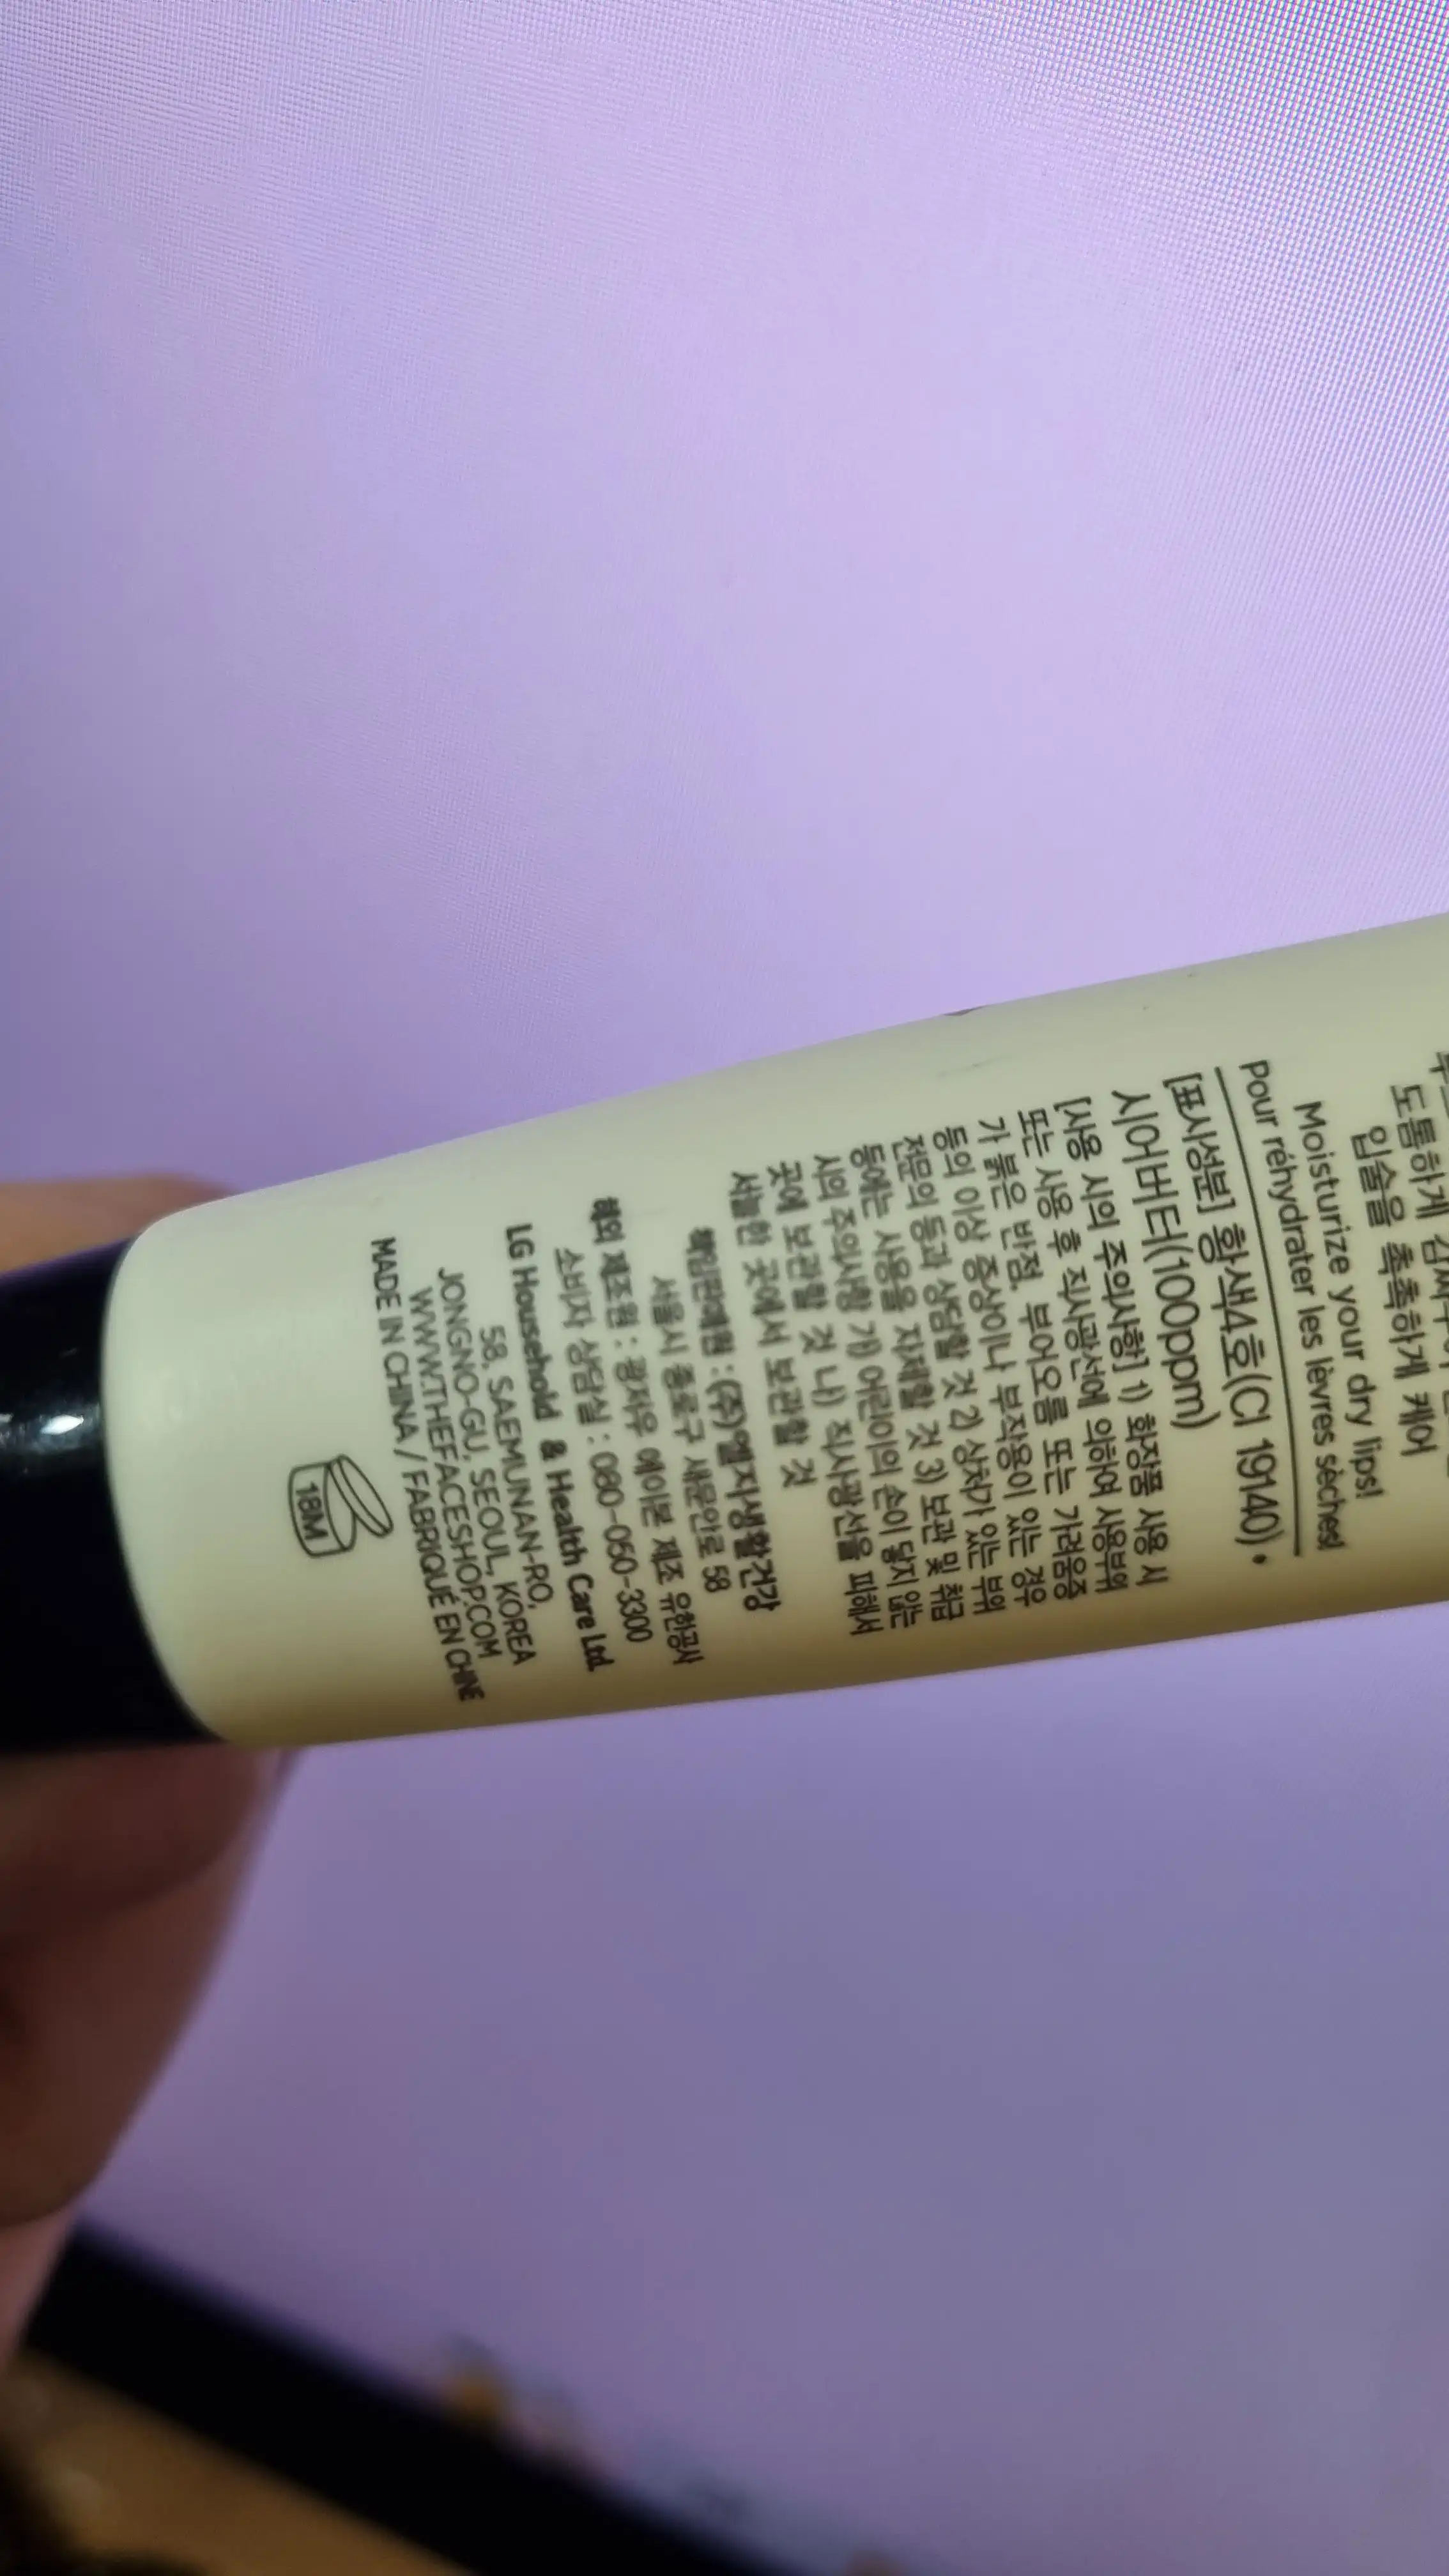 도톰하게
입술을 촉촉하게 케어
Moisturize your dry lips!
Pour réhydrater les lèvres sèches!
[표시성분] 황색4호(CI 19140) •
시어버터(100ppm)
[사용 시의 주의사항] 1) 화장품 사용 시
또는 사용 후 직사광선에 의하여 사용부위
가 붉은 반점, 부어오름 또는 가려움증
등의 이상 증상이나 부작용이 있는 경우
전문의 등과 상담할 것 2) 상처가 있는 부위
등에는 사용을 자제할 것 3) 보관 및 취급
시의 주의사항 가) 어린이의 손이 닿지 않는
곳에 보관할 것 나) 직사광선을 피해서
서늘한 곳에서 보관할 것
책임판매원 : (주)엘지생활건강
서울시 종로구 새문안로 58
해외 제조원 : 광저우 에이본 제조 유한공사
소비자 상담실 : 080-050-3300
LG Household & Health Care Ltd.
58, SAEMUNAN-RO,
JONGNO-GU, SEOUL, KOREA
WWW.THEFACESHOP.COM
MADE IN CHINA / FABRIQUÉ EN CHINE
18M